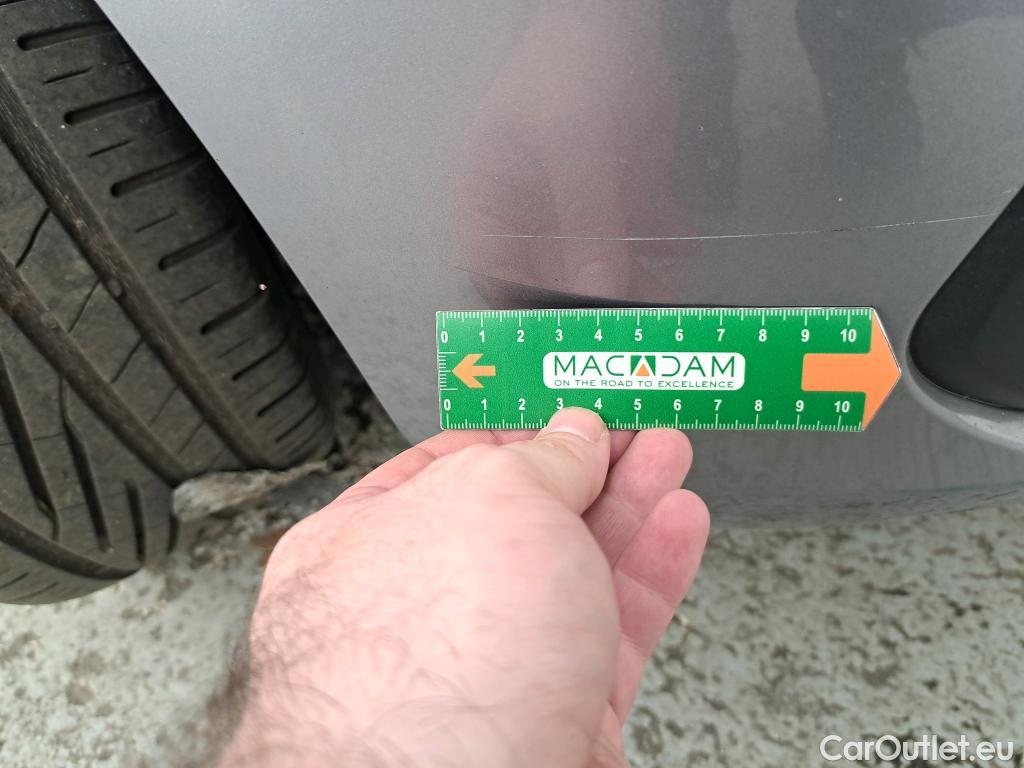 0 1 2 3 4 5 6 7 8 9 10
MACADAM
ON THE ROAD TO EXCELLENCE
0 1 2 3 4 5 6 7 8 9 10
CarOutlet.eu